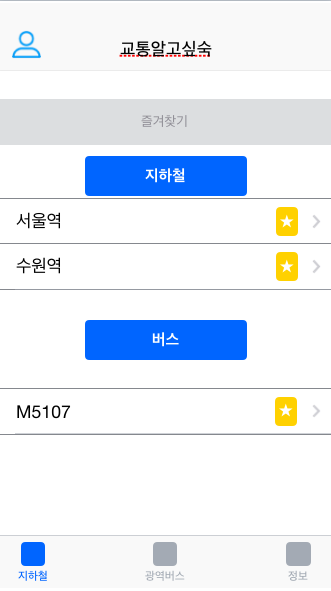 교통알고싶숙
즐겨찾기
지하철
서울역
수원역
버스
M5107
지하철 광역버스 정보